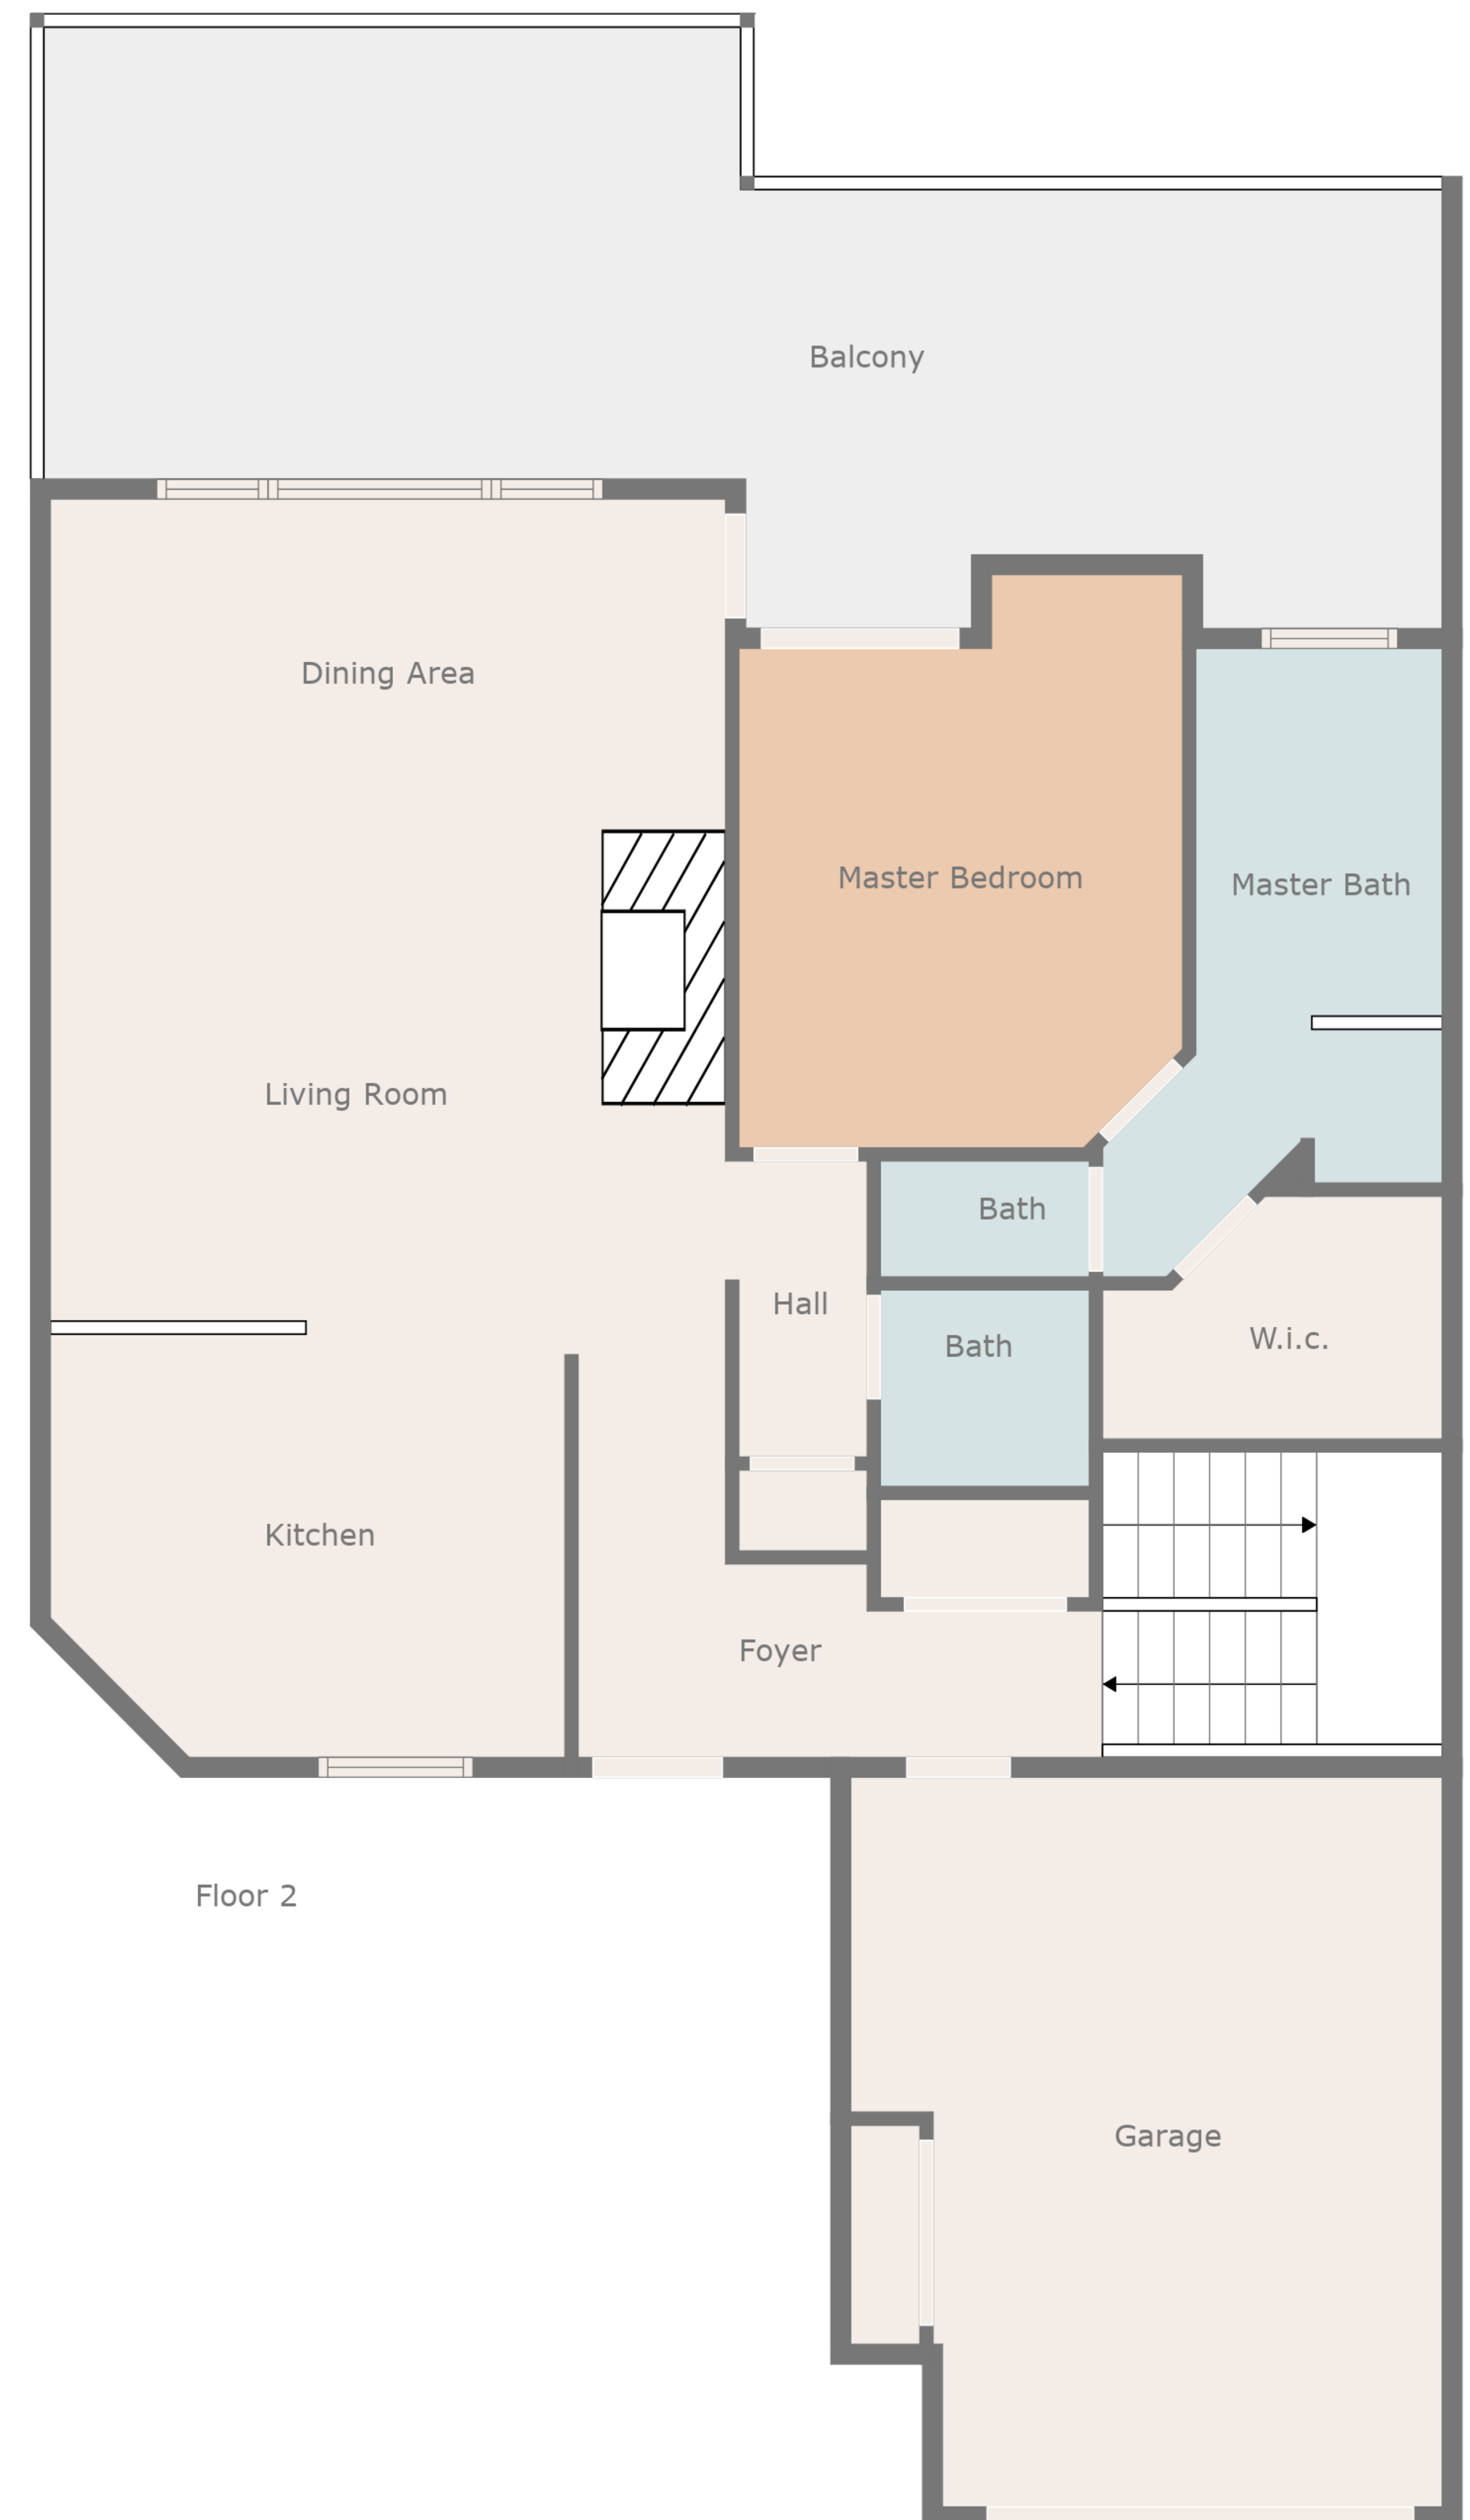 Balcony
Dining Area
Master Bedroom
Master Bath
Living Room
Bath
Hall
Bath
W.i.c.
Kitchen
Foyer
Floor 2
Garage